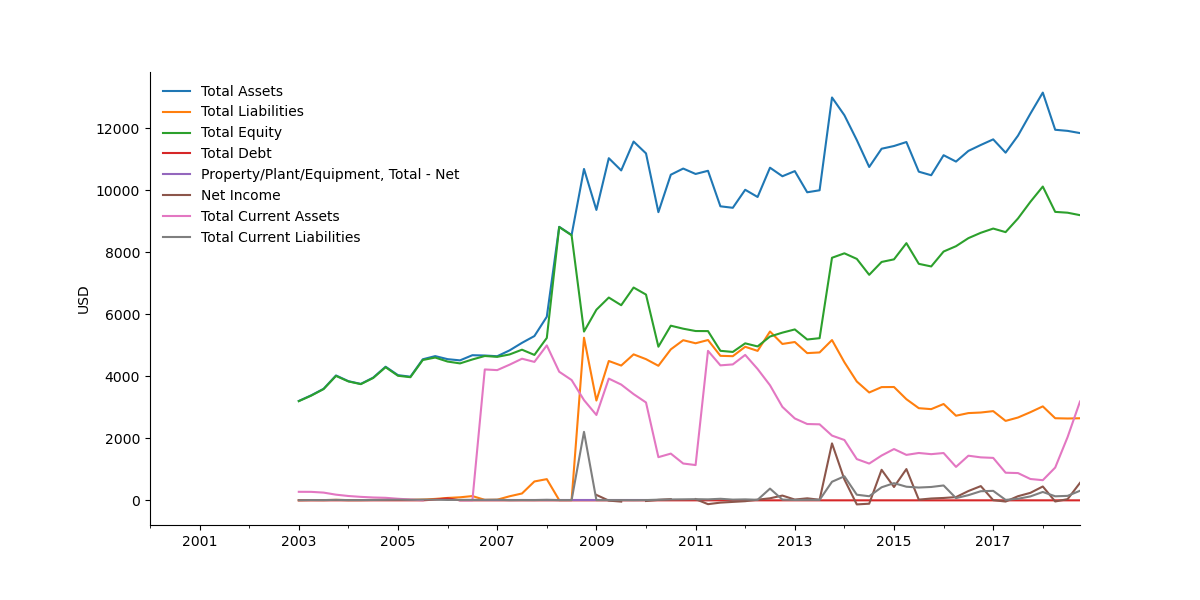 Total Assets
Total Liabilities
Total Equity
Total Debt
Property/Plant/Equipment, Total - Net
Net Income
Total Current Assets
Total Current Liabilities
USD
12000
10000
8000
6000
4000
2000
0
2001 2003 2005 2007 2009 2011 2013 2015 2017